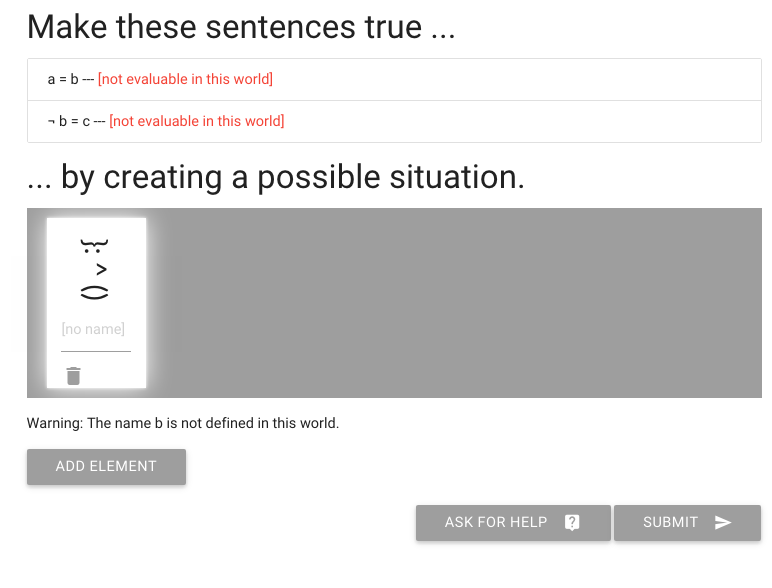 Make these sentences true ...
a = b --- [not evaluable in this world]
¬ b = c --- [not evaluable in this world]
... by creating a possible situation.
[no name]
Warning: The name b is not defined in this world.
ADD ELEMENT
ASK FOR HELP ?
SUBMIT